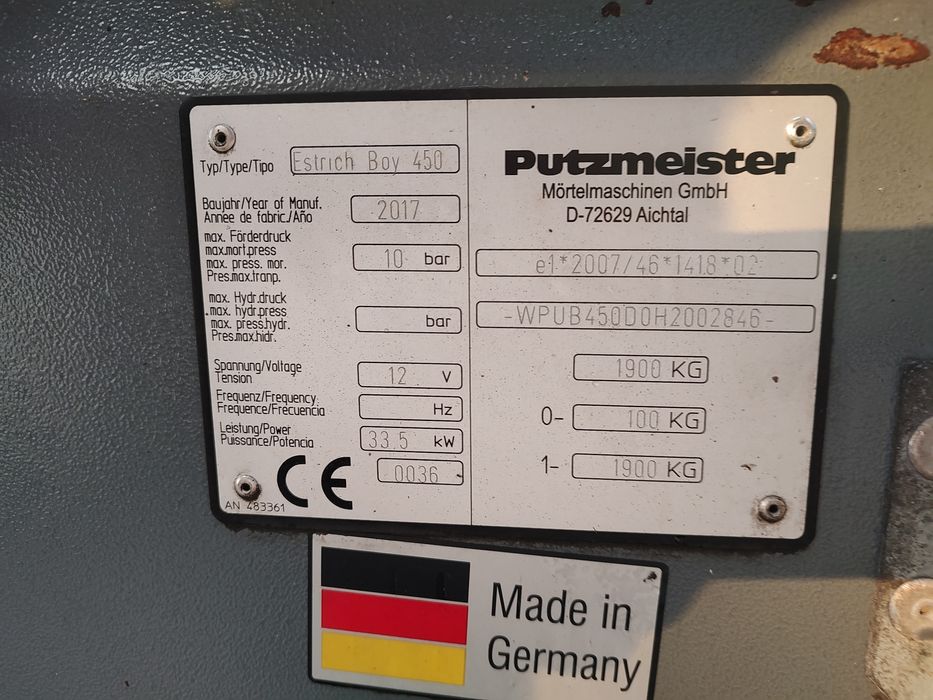 Typ/Type/Tipo Estrich Boy 450
Baujahr/Year of Manuf.
Année de fabric./Año 2017
max. Förderdruck
max.mort.press
max. press. mor.
Pres.max.tranp. 10 bar
max. Hydr.druck
max. hydr.press
max. press.hydr.
Pres.max.hidr. bar
Spannung/Voltage
Tension 12 V
Frequenz/Frequency
Frequence/Frecuencia Hz
Leistung/Power
Puissance/Potencia 33.5 kW
CE 0036
AN 483361
Putzmeister
Mörtelmaschinen GmbH
D-72629 Aichtal
e1*2007/46*1418*02
-WPUB450D0H2002846-
1900 KG
0- 100 KG
1- 1900 KG
Made in
Germany